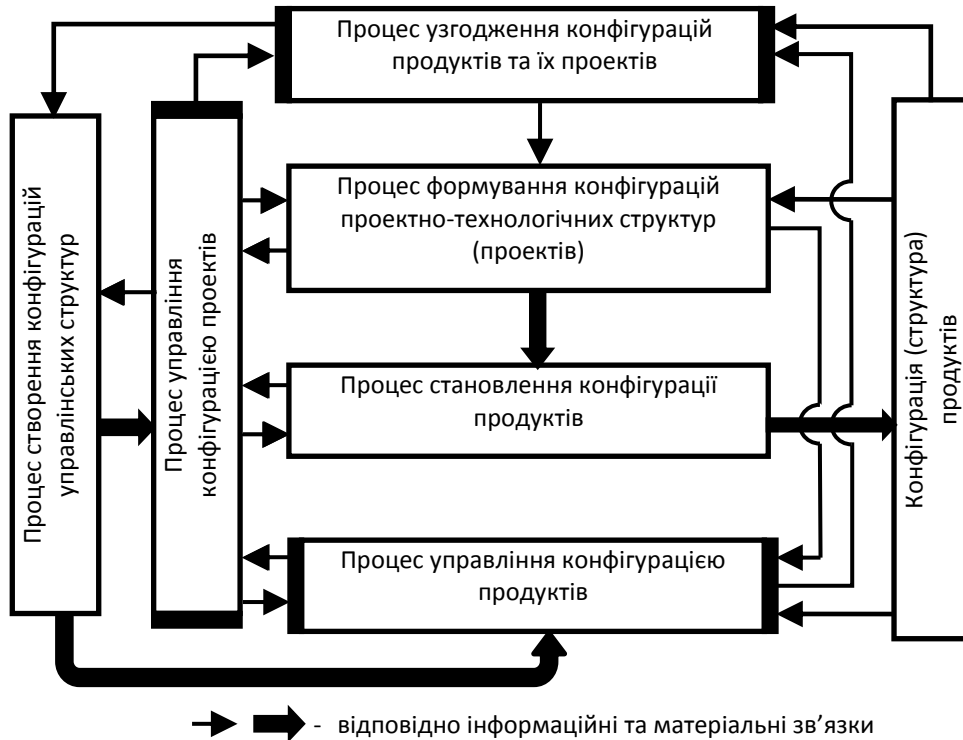 Процес узгодження конфігурацій
продуктів та їх проектів
Процес створення конфігурацій
управлінських структур
Процес управління
конфігурацією проектів
Процес формування конфігурацій
проектно-технологічних структур
(проектів)
Процес становлення конфігурації
продуктів
Процес управління конфігурацією
продуктів
Конфігурація (структура)
продуктів
- відповідно інформаційні та матеріальні зв’язки